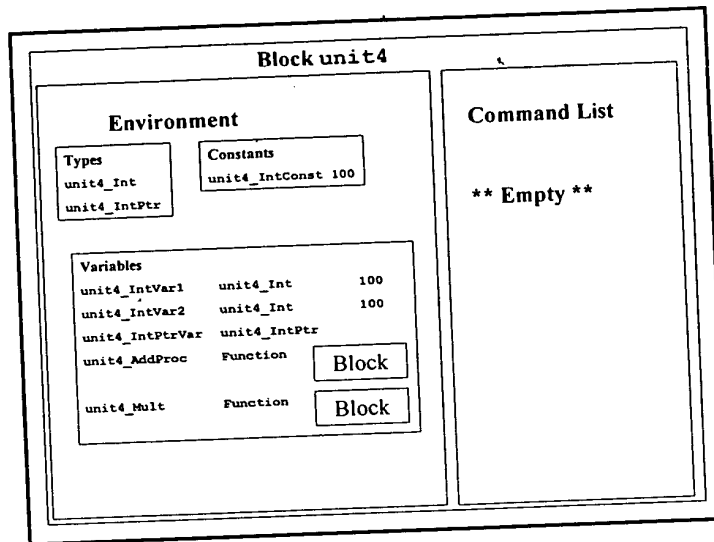 Block unit4
Environment
Types
unit4_Int
unit4_IntPtr
Constants
unit4_IntConst 100
Variables
unit4_IntVar1 unit4_Int 100
unit4_IntVar2 unit4_Int 100
unit4_IntPtrVar unit4_IntPtr
unit4_AddProc Function Block
unit4_Mult Function Block
Command List
** Empty **